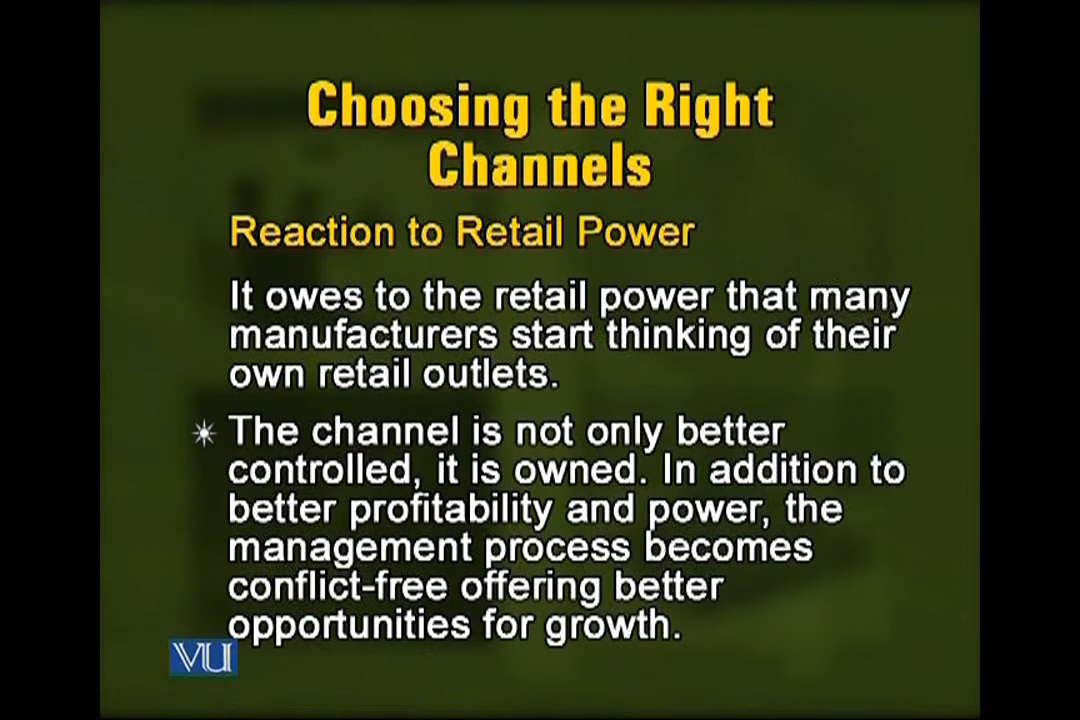 Choosing the Right
Channels
Reaction to Retail Power
It owes to the retail power that many
manufacturers start thinking of their
own retail outlets.
The channel is not only better
controlled, it is owned. In addition to
better profitability and power, the
management process becomes
conflict-free offering better
opportunities for growth.
VU